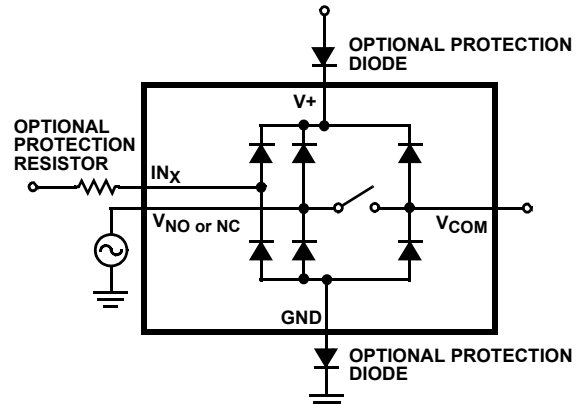 OPTIONAL PROTECTION
DIODE
V+
OPTIONAL
PROTECTION
RESISTOR
INX
VNO or NC
VCOM
GND
OPTIONAL PROTECTION
DIODE